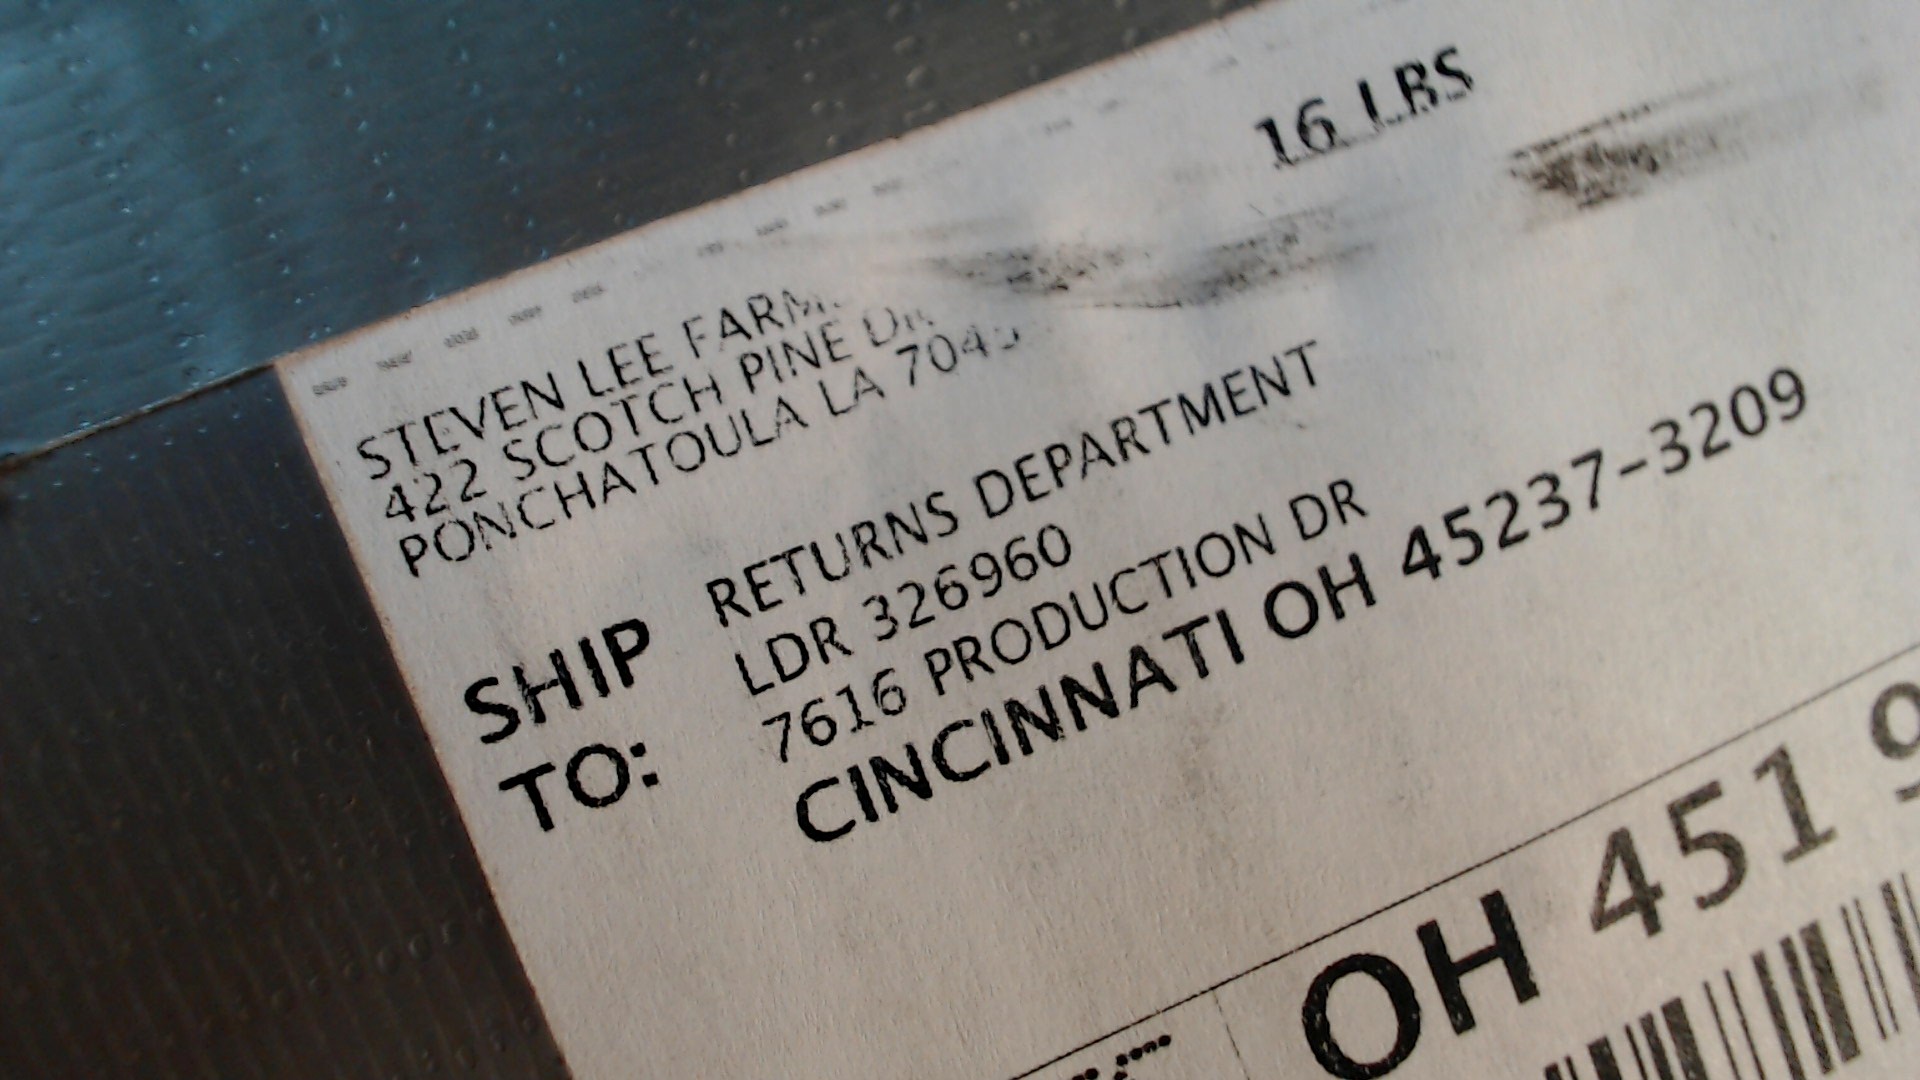 16 LBS
STEVEN LEE
422 SCOTCH PINE
PONCHATOULA LA
SHIP TO:
RETURNS DEPARTMENT
LDR 326960
7616 PRODUCTION DR
CINCINNATI OH 45237-3209
OH 451 9